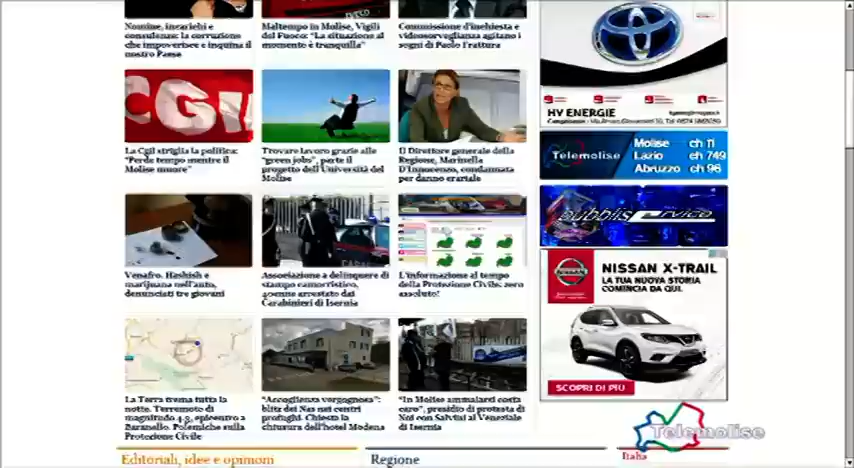 Nomine, incarichi e
consulenze: la corruzione
che impoverisce e inquina il
nostro Paese
Maltempo in Molise, Vigili
del Fuoco: "La situazione al
momento è tranquilla"
Commissione d'inchiesta e
videosorveglianza agitano i
sogni di Paolo Frattura
HY ENERGIE
CGIL
La Cgil striglia la politica:
"Perde tempo mentre il
Molise muore"
Trovare lavoro grazie alle
"green jobs", parte il
progetto dell'Università del
Molise
Il Direttore generale della
Regione, Marinella
D'Innocenzo, condannata
per danno erariale
Telemolise
Molise ch 11
Lazio ch 749
Abruzzo ch 96
pubbliservice
Venafro. Hashish e
marijuana nell'auto,
denunciati tre giovani
Associazione a delinquere di
stampo camorristico,
40enne arrestato dai
Carabinieri di Isernia
L'informazione al tempo
della Protezione Civile: zero
assoluto!
NISSAN
NISSAN X-TRAIL
LA TUA NUOVA STORIA
COMINCIA DA QUI.
SCOPRI DI PIÙ
La Terra trema tutta la
notte. Terremoto di
magnitudo 4.3, epicentro a
Baranello. Polemiche sulla
Protezione Civile
"Accoglienza vergognosa":
blitz dei Nas nei centri
profughi. Chiesta la
chiusura dell'hotel Modena
"In Molise ammalarsi costa
caro", presidio di protesta di
Noi con Salvini al Veneziale
di Isernia
Telemolise
Editoriali, idee e opinioni
Regione
Italia